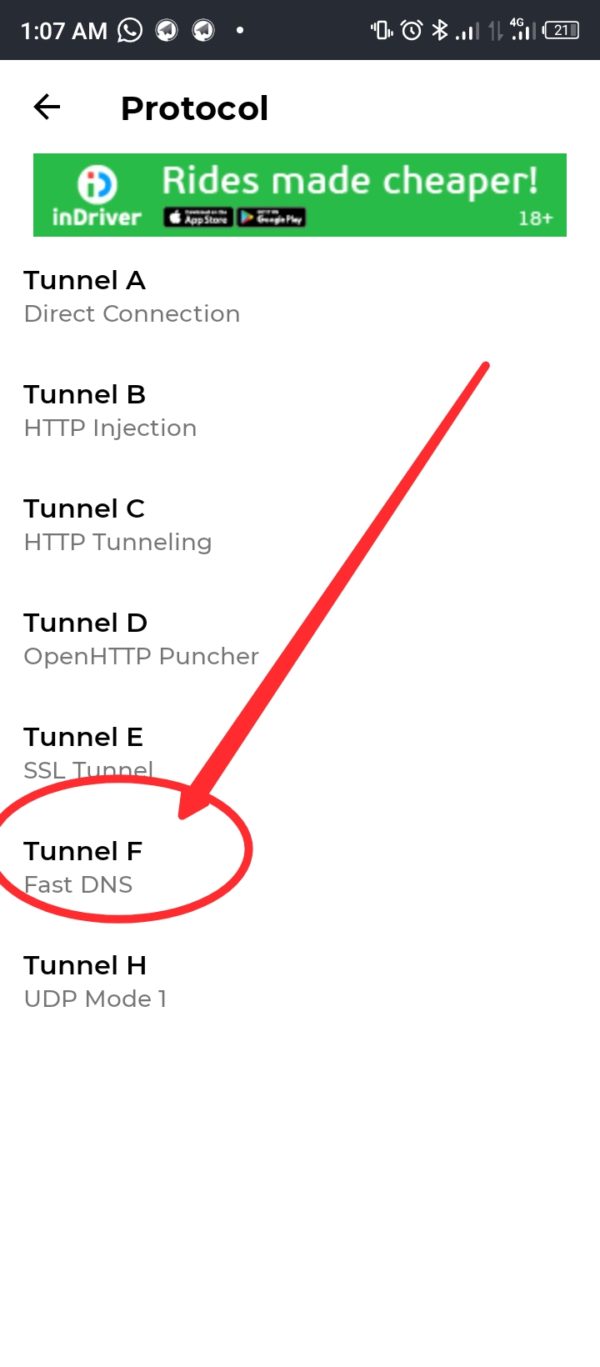 1:07 AM
4G
21
Protocol
Rides made cheaper!
inDriver
App Store
Google Play
18+
Tunnel A
Direct Connection
Tunnel B
HTTP Injection
Tunnel C
HTTP Tunneling
Tunnel D
OpenHTTP Puncher
Tunnel E
SSL Tunnel
Tunnel F
Fast DNS
Tunnel H
UDP Mode 1